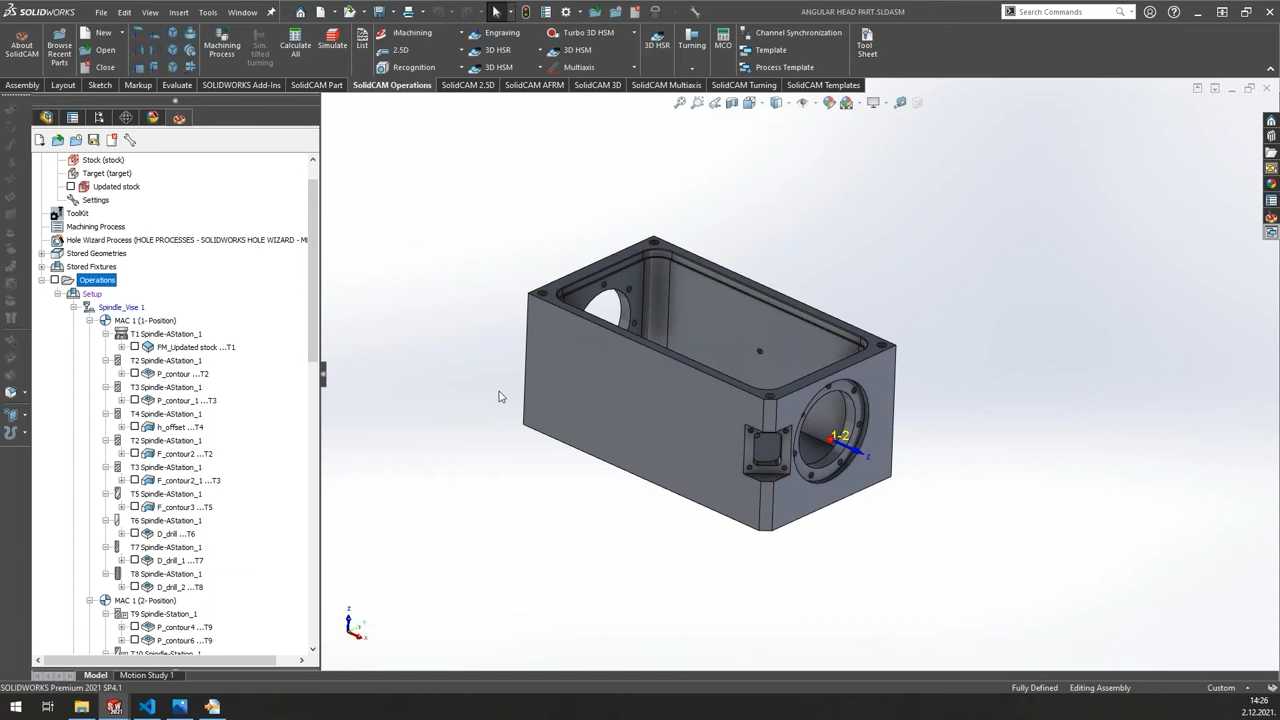 SOLIDWORKS File Edit View Insert Tools Window ANGULAR HEAD PART.SLDASM Search Commands
About SolidCAM Browse Recent Parts New Open Close Machining Process Sim. tilted turning Calculate All Simulate List iMachining 2.5D Recognition Engraving 3D HSR 3D HSM Turbo 3D HSM 3D HSM Multiaxis 3D HSR Turning MCO Channel Synchronization Template Process Template Tool Sheet
Assembly Layout Sketch Markup Evaluate SOLIDWORKS Add-Ins SolidCAM Part SolidCAM Operations SolidCAM 2.5D SolidCAM AFRM SolidCAM 3D SolidCAM Multiaxis SolidCAM Turning SolidCAM Templates
Stock (stock)
Target (target)
Updated stock
Settings
ToolKit
Machining Process
Hole Wizard Process (HOLE PROCESSES - SOLIDWORKS HOLE WIZARD - M
Stored Geometries
Stored Fixtures
Operations
Setup
Spindle_Vise 1
MAC 1 (1- Position)
T1 Spindle-AStation_1
FM_Updated stock ...T1
T2 Spindle-AStation_1
P_contour ...T2
T3 Spindle-AStation_1
P_contour_1 ...T3
T4 Spindle-AStation_1
h_offset ...T4
T2 Spindle-AStation_1
F_contour2 ...T2
T3 Spindle-AStation_1
F_contour2_1 ...T3
T5 Spindle-AStation_1
F_contour3 ...T5
T6 Spindle-AStation_1
D_drill ...T6
T7 Spindle-AStation_1
D_drill_1 ...T7
T8 Spindle-AStation_1
D_drill_2 ...T8
MAC 1 (2- Position)
T9 Spindle-Station_1
P_contour4 ...T9
P_contour6 ...T9
T10 Spindle-Station_1
1-2
z
z
x
Model Motion Study 1
SOLIDWORKS Premium 2021 SP4.1 Fully Defined Editing Assembly Custom
14:26
2.12.2021.